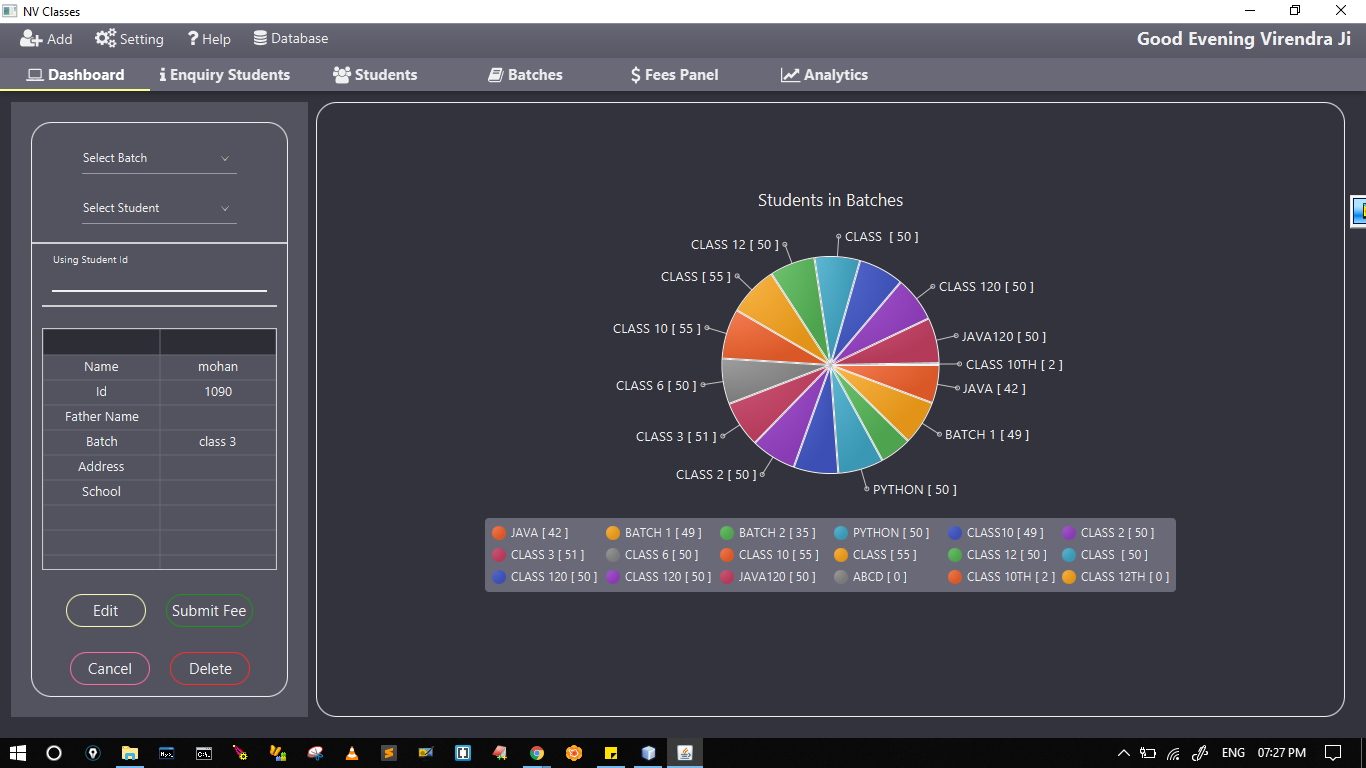 NV Classes
Add Setting Help Database
Good Evening Virendra Ji
Dashboard Enquiry Students Students Batches Fees Panel Analytics
Select Batch
Select Student
Using Student Id
Name mohan
Id 1090
Father Name
Batch class 3
Address
School
Edit Submit Fee
Cancel Delete
Students in Batches
CLASS [ 50 ]
CLASS 12 [ 50 ]
CLASS [ 55 ]
CLASS 120 [ 50 ]
CLASS 10 [ 55 ]
JAVA120 [ 50 ]
CLASS 10TH [ 2 ]
CLASS 6 [ 50 ]
JAVA [ 42 ]
CLASS 3 [ 51 ]
BATCH 1 [ 49 ]
CLASS 2 [ 50 ]
PYTHON [ 50 ]
JAVA [ 42 ] BATCH 1 [ 49 ] BATCH 2 [ 35 ] PYTHON [ 50 ] CLASS10 [ 49 ] CLASS 2 [ 50 ]
CLASS 3 [ 51 ] CLASS 6 [ 50 ] CLASS 10 [ 55 ] CLASS [ 55 ] CLASS 12 [ 50 ] CLASS [ 50 ]
CLASS 120 [ 50 ] CLASS 120 [ 50 ] JAVA120 [ 50 ] ABCD [ 0 ] CLASS 10TH [ 2 ] CLASS 12TH [ 0 ]
ENG 07:27 PM